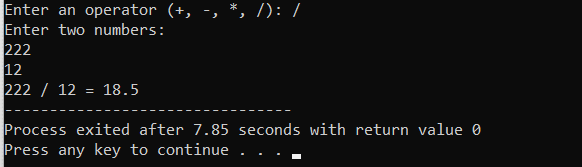 Enter an operator (+, -, *, /): /
Enter two numbers:
222
12
222 / 12 = 18.5
--------------------------------
Process exited after 7.85 seconds with return value 0
Press any key to continue . . .